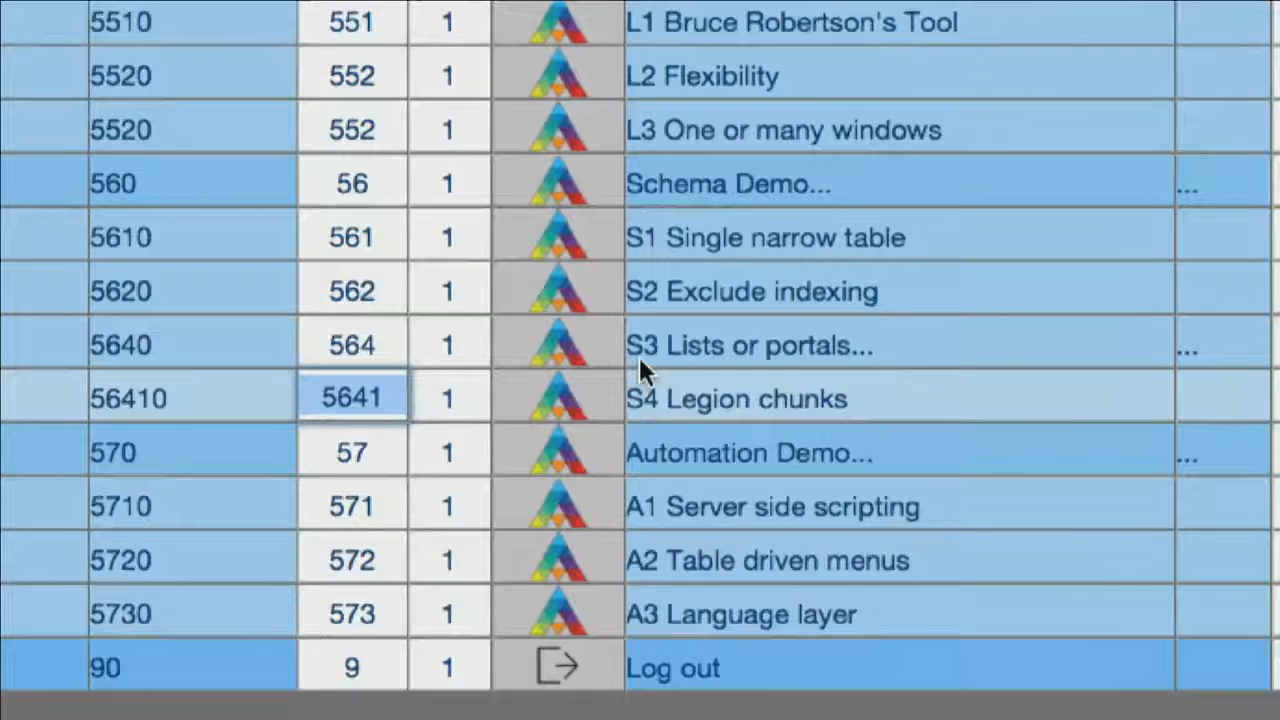 5510 551 1 L1 Bruce Robertson's Tool
5520 552 1 L2 Flexibility
5520 552 1 L3 One or many windows
560 56 1 Schema Demo... ...
5610 561 1 S1 Single narrow table
5620 562 1 S2 Exclude indexing
5640 564 1 S3 Lists or portals... ...
56410 5641 1 S4 Legion chunks
570 57 1 Automation Demo... ...
5710 571 1 A1 Server side scripting
5720 572 1 A2 Table driven menus
5730 573 1 A3 Language layer
90 9 1 Log out